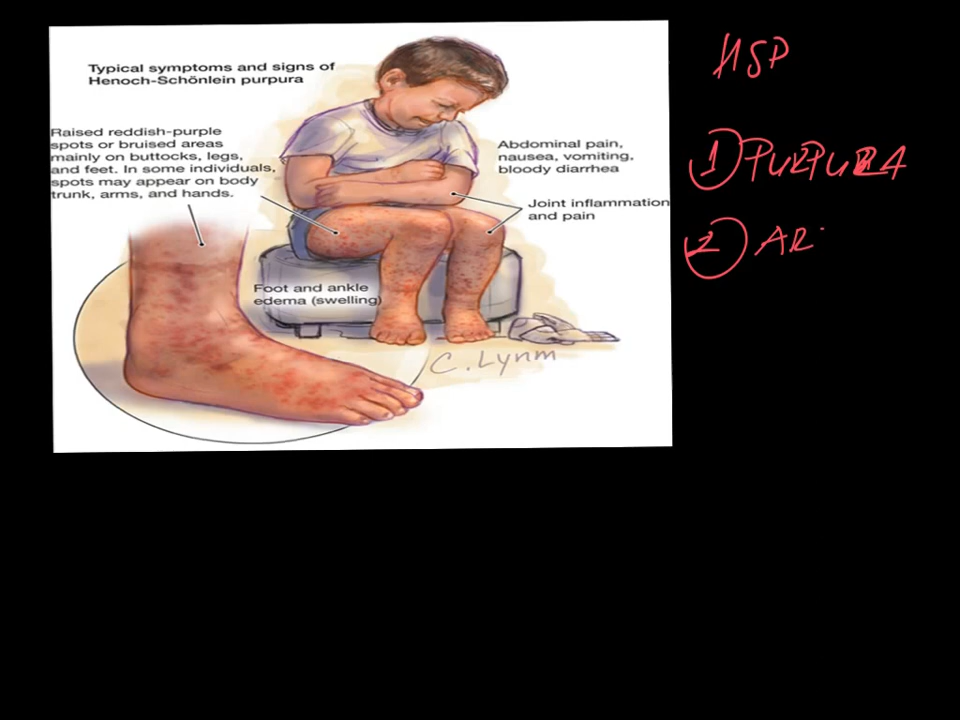 Typical symptoms and signs of
Henoch-Schönlein purpura
Raised reddish-purple
spots or bruised areas
mainly on buttocks, legs,
and feet. In some individuals,
spots may appear on body
trunk, arms, and hands.
Abdominal pain,
nausea, vomiting,
bloody diarrhea
Joint inflammation
and pain
Foot and ankle
edema (swelling)
C. Lynm
HSP
1) PURPURA
2) AR